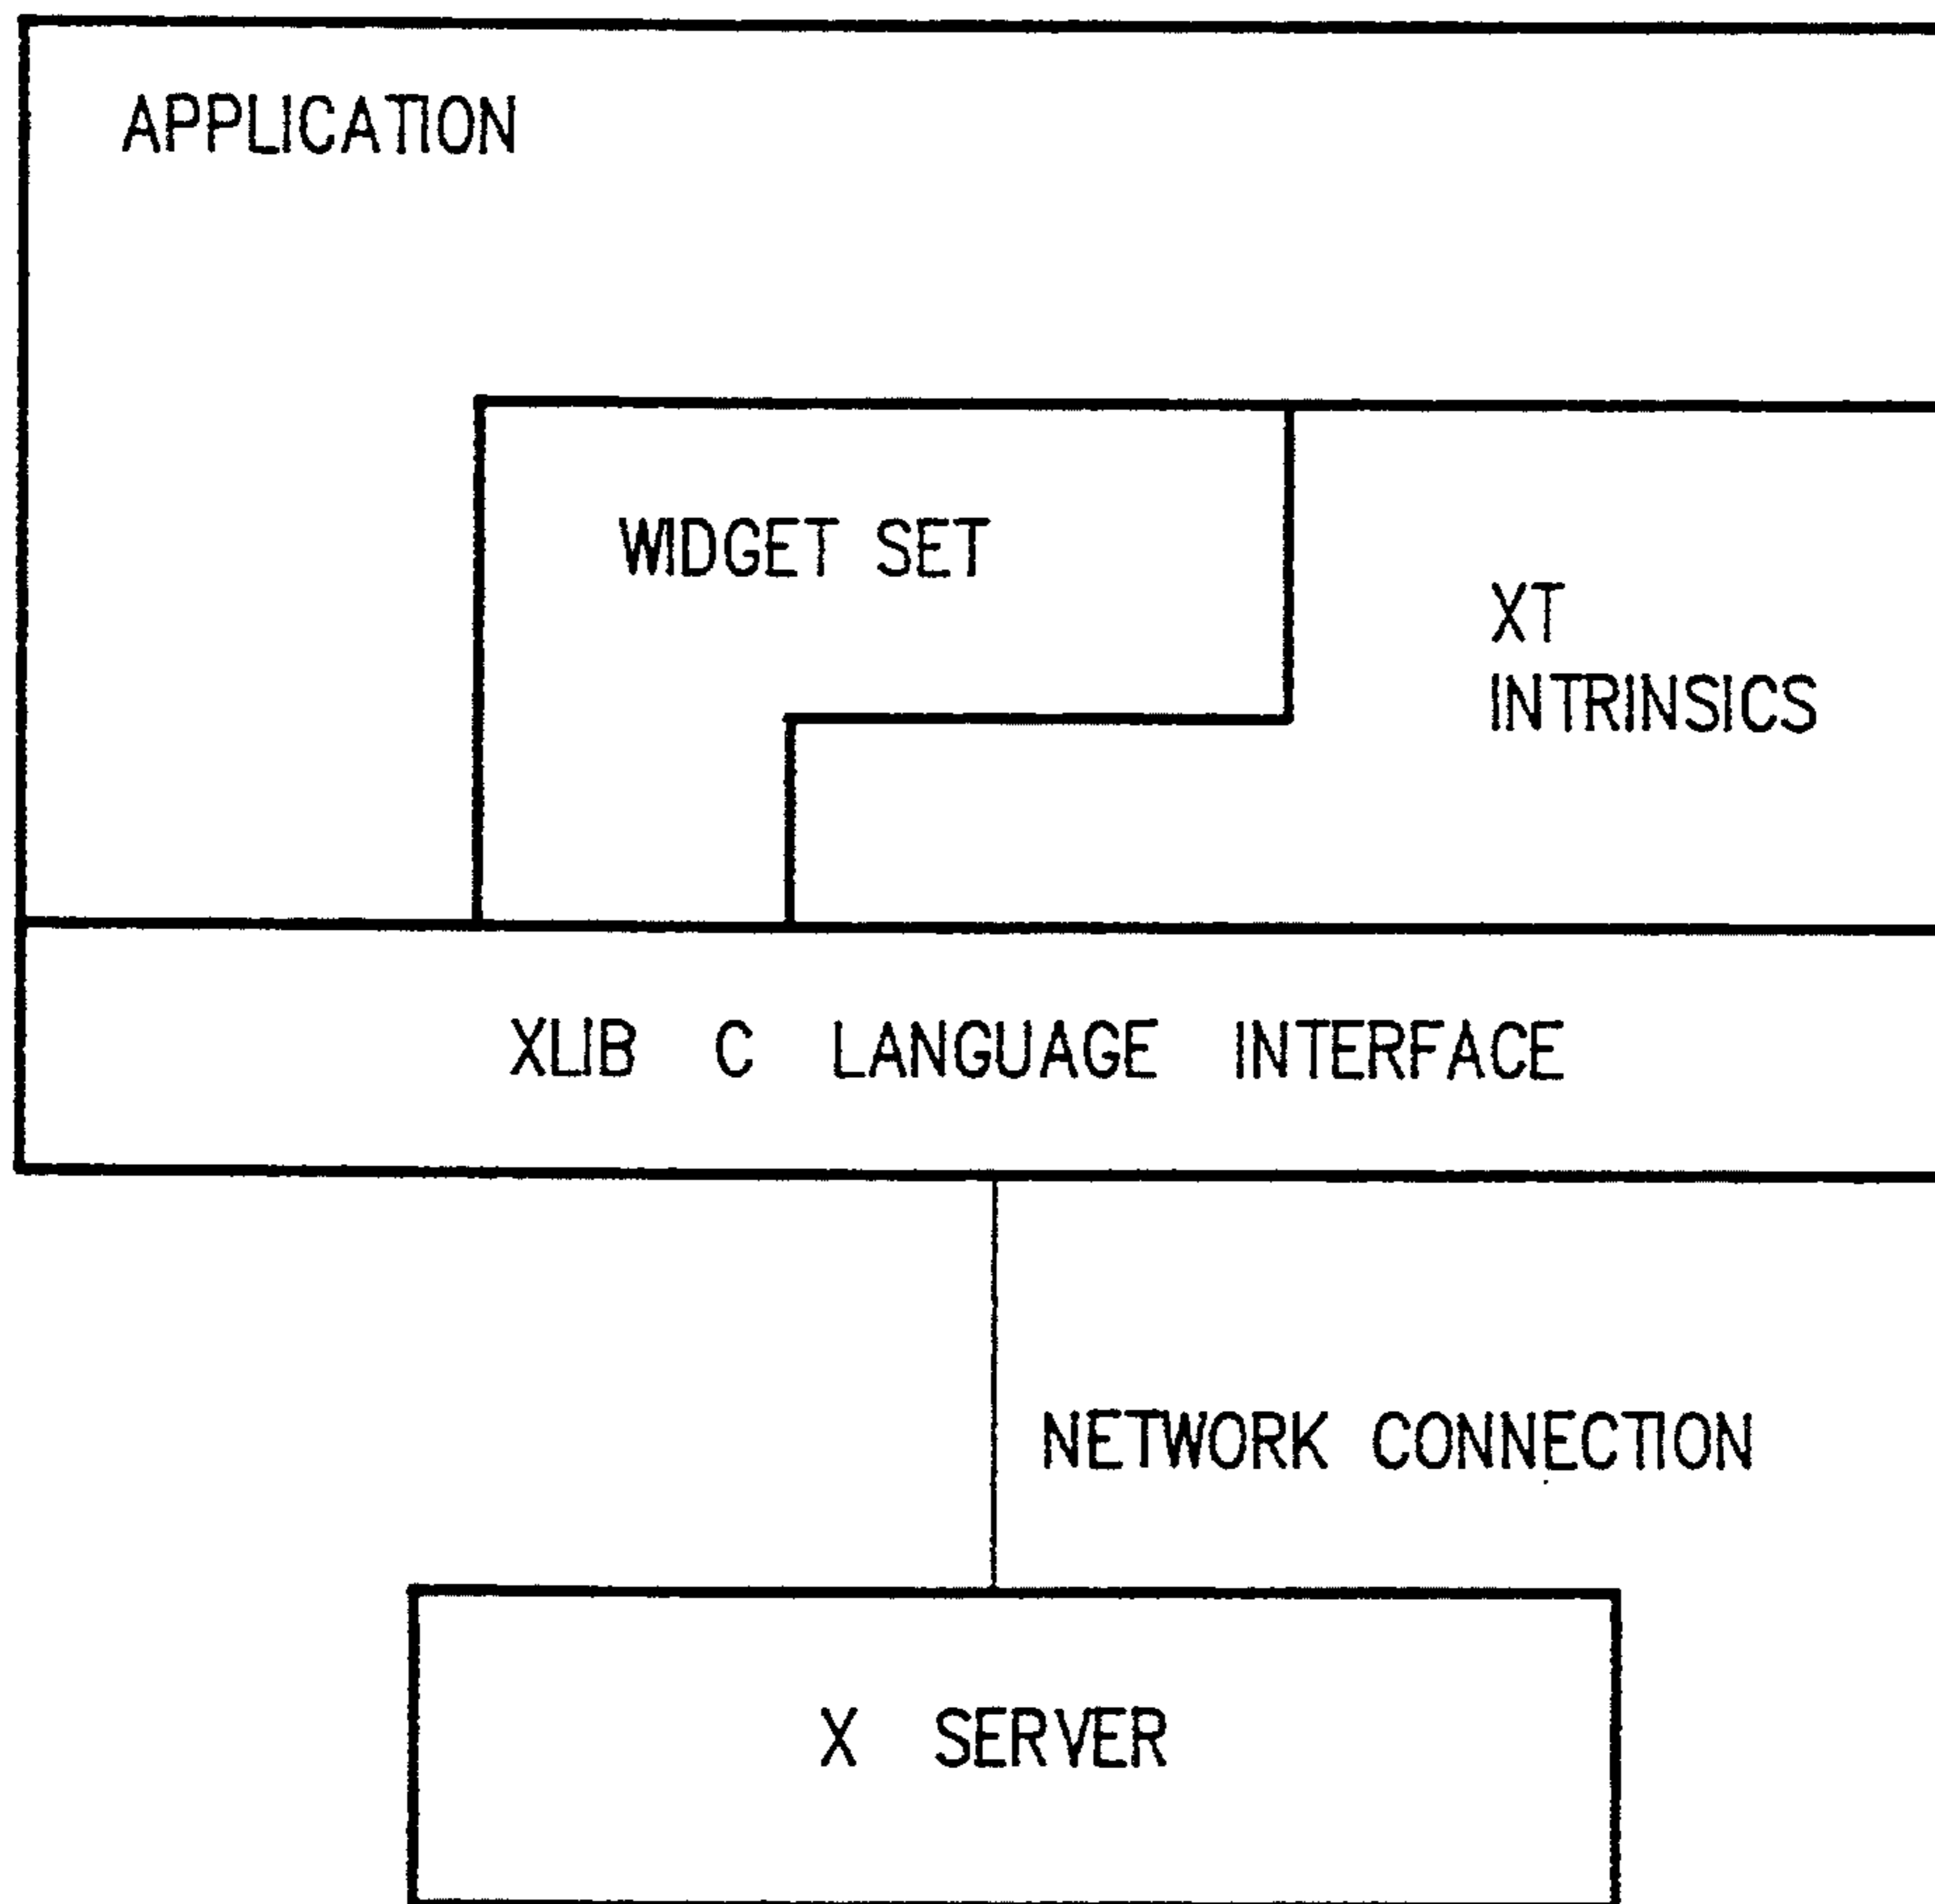 APPLICATION
WIDGET SET
XT
INTRINSICS
XLIB C LANGUAGE INTERFACE
NETWORK CONNECTION
X SERVER